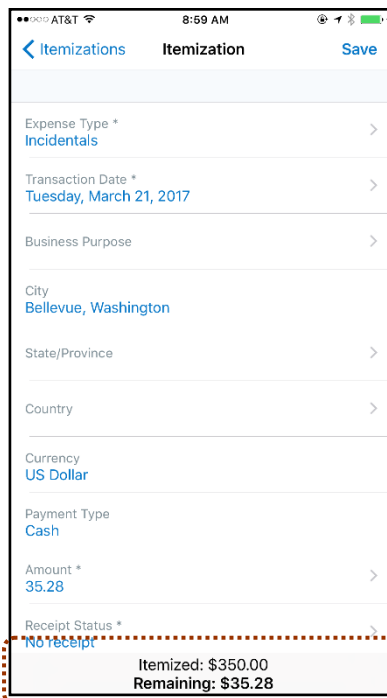 AT&T 8:59 AM
Itemizations Itemization Save
Expense Type *
Incidentals
Transaction Date *
Tuesday, March 21, 2017
Business Purpose
City
Bellevue, Washington
State/Province
Country
Currency
US Dollar
Payment Type
Cash
Amount *
35.28
Receipt Status *
No receipt
Itemized: $350.00
Remaining: $35.28